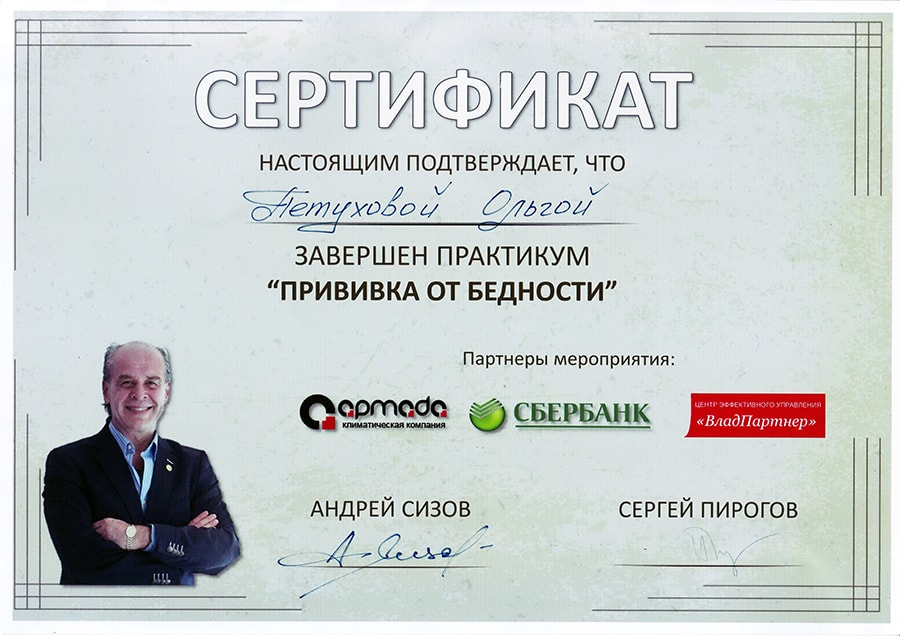 СЕРТИФИКАТ
НАСТОЯЩИМ ПОДТВЕРЖДАЕТ, ЧТО
Петуховой Ольгой
ЗАВЕРШЕН ПРАКТИКУМ
“ПРИВИВКА ОТ БЕДНОСТИ”
Партнеры мероприятия:
армада
КЛИМАТИЧЕСКАЯ КОМПАНИЯ
СБЕРБАНК
ЦЕНТР ЭФФЕКТИВНОГО УПРАВЛЕНИЯ
«ВладПартнер»
АНДРЕЙ СИЗОВ
СЕРГЕЙ ПИРОГОВ